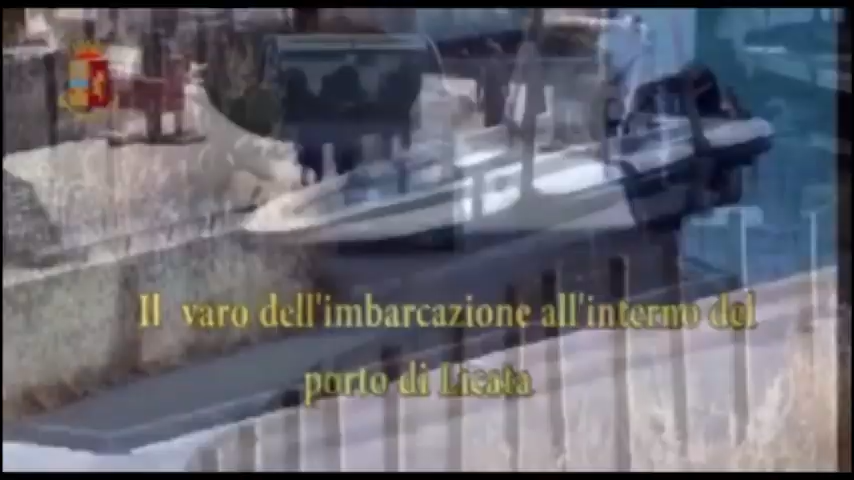 Il varo dell'imbarcazione all'interno del
porto di Licata